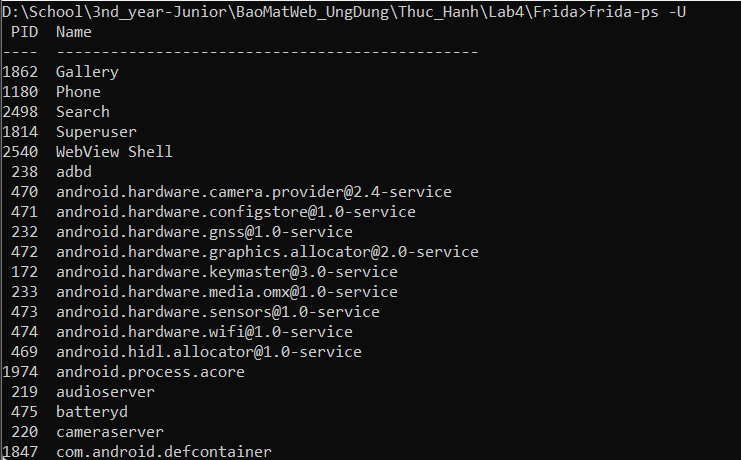 D:\School\3nd_year-Junior\BaoMatWeb_UngDung\Thuc_Hanh\Lab4\Frida>frida-ps -U
 PID  Name
----  -----------------------------------------------
1862  Gallery
1180  Phone
2498  Search
1814  Superuser
2540  WebView Shell
 238  adbd
 470  android.hardware.camera.provider@2.4-service
 471  android.hardware.configstore@1.0-service
 232  android.hardware.gnss@1.0-service
 472  android.hardware.graphics.allocator@2.0-service
 172  android.hardware.keymaster@3.0-service
 233  android.hardware.media.omx@1.0-service
 473  android.hardware.sensors@1.0-service
 474  android.hardware.wifi@1.0-service
 469  android.hidl.allocator@1.0-service
1974  android.process.acore
 219  audioserver
 475  batteryd
 220  cameraserver
1847  com.android.defcontainer